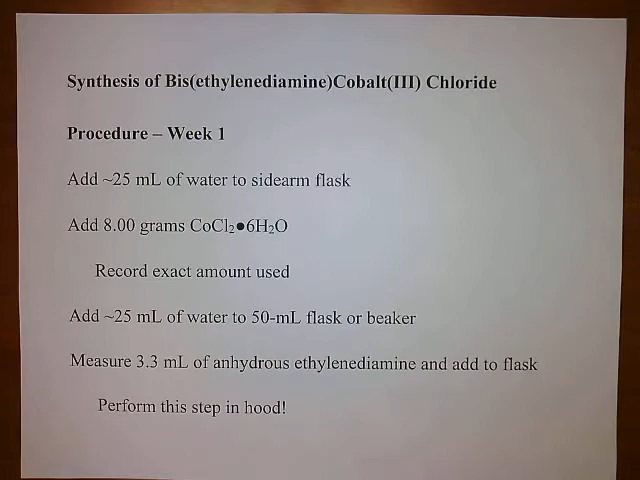 Synthesis of Bis(ethylenediamine)Cobalt(III) Chloride
Procedure – Week 1
Add ~25 mL of water to sidearm flask
Add 8.00 grams CoCl₂●6H₂O
Record exact amount used
Add ~25 mL of water to 50-mL flask or beaker
Measure 3.3 mL of anhydrous ethylenediamine and add to flask
Perform this step in hood!